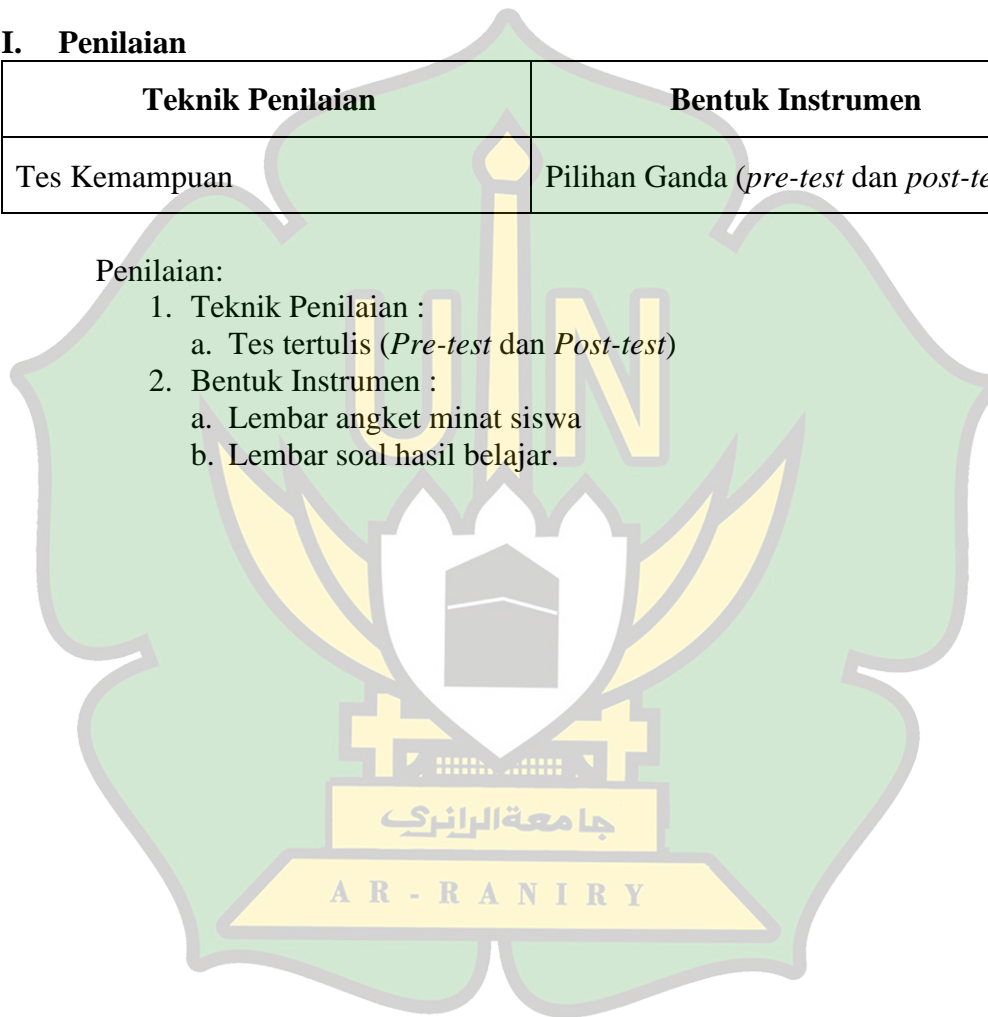 I. Penilaian
Teknik Penilaian Bentuk Instrumen
Tes Kemampuan Pilihan Ganda (pre-test dan post-te
Penilaian:
1. Teknik Penilaian :
a. Tes tertulis (Pre-test dan Post-test)
2. Bentuk Instrumen :
a. Lembar angket minat siswa
b. Lembar soal hasil belajar.
UIN
جامعةالرانري
AR-RANIRY